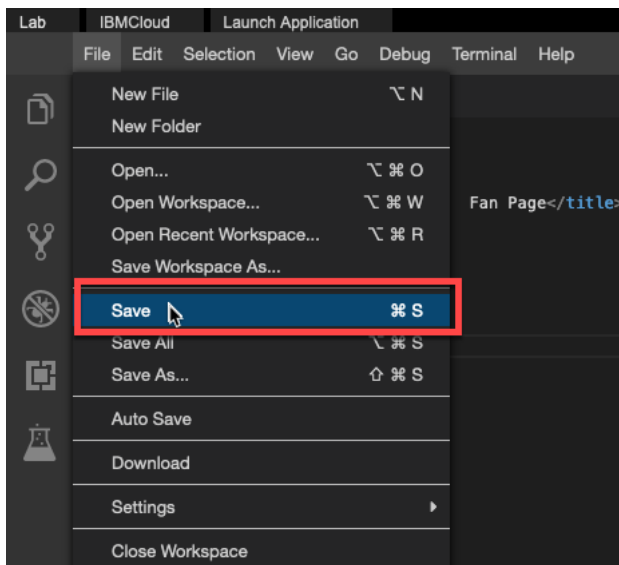 Lab IBMCloud Launch Application
File Edit Selection View Go Debug Terminal Help
New File ⌥ N
New Folder
Open... ⌥ ⌘ O
Open Workspace... ⌥ ⌘ W
Fan Page</title>
Open Recent Workspace... ⌥ ⌘ R
Save Workspace As...
Save ⌘ S
Save All ⌥ ⌘ S
Save As... ⇧ ⌘ S
Auto Save
Download
Settings
Close Workspace